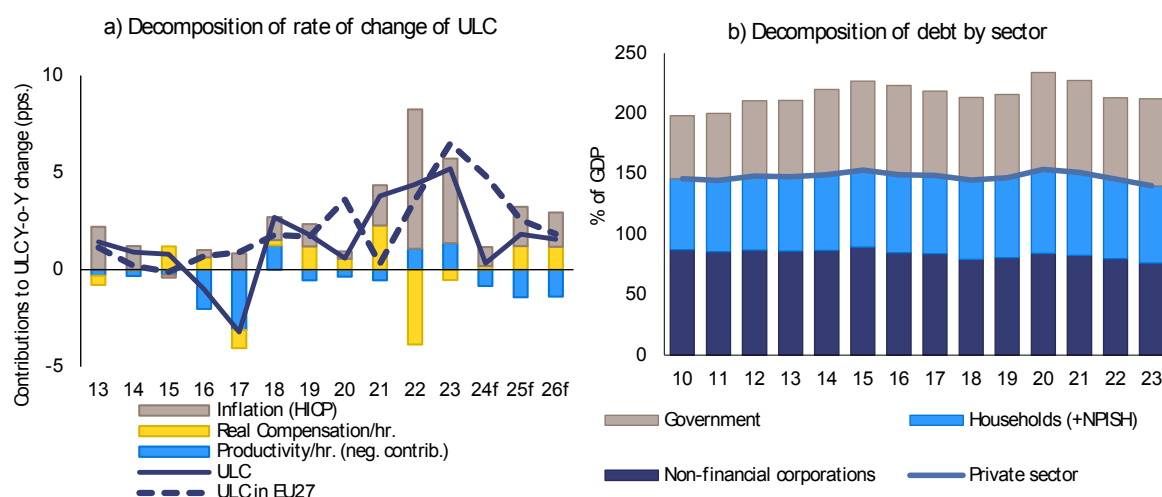 a) Decomposition of rate of change of ULC
Contributions to ULCY-o-Y change (pps.)
10
5
0
-5
13 14 15 16 17 18 19 20 21 22 23 24f 25f 26f
Inflation (HICP)
Real Compensation/hr.
Productivity/hr. (neg. contrib.)
ULC
ULC in EU27
b) Decomposition of debt by sector
% of GDP
250
200
150
100
50
0
10 11 12 13 14 15 16 17 18 19 20 21 22 23
Government
Households (+NPISH)
Non-financial corporations
Private sector